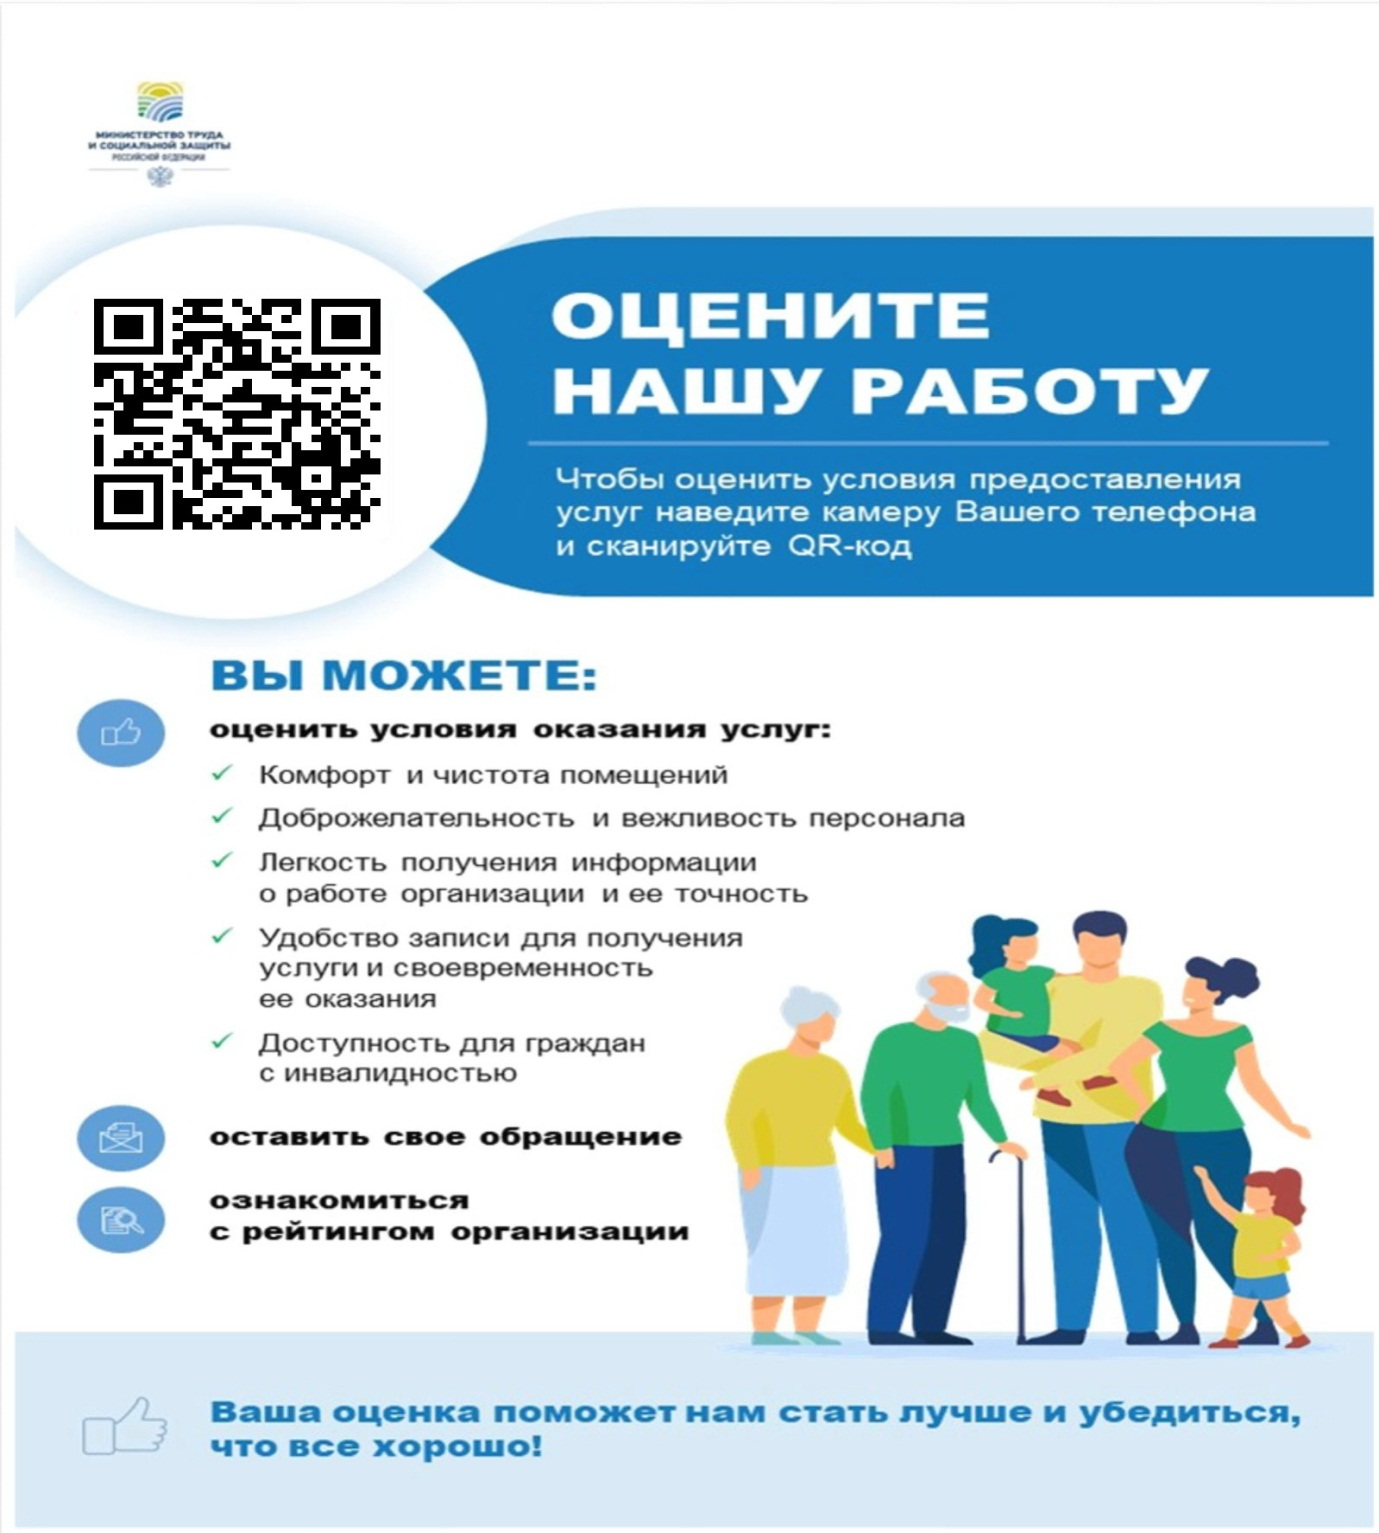 МИНИСТЕРСТВО ТРУДА
И СОЦИАЛЬНОЙ ЗАЩИТЫ
РОССИЙСКОЙ ФЕДЕРАЦИИ
ОЦЕНИТЕ
НАШУ РАБОТУ
Чтобы оценить условия предоставления
услуг наведите камеру Вашего телефона
и сканируйте QR-код
ВЫ МОЖЕТЕ:
оценить условия оказания услуг:
Комфорт и чистота помещений
Доброжелательность и вежливость персонала
Легкость получения информации
о работе организации и ее точность
Удобство записи для получения
услуги и своевременность
ее оказания
Доступность для граждан
с инвалидностью
оставить свое обращение
ознакомиться
с рейтингом организации
Ваша оценка поможет нам стать лучше и убедиться,
что все хорошо!